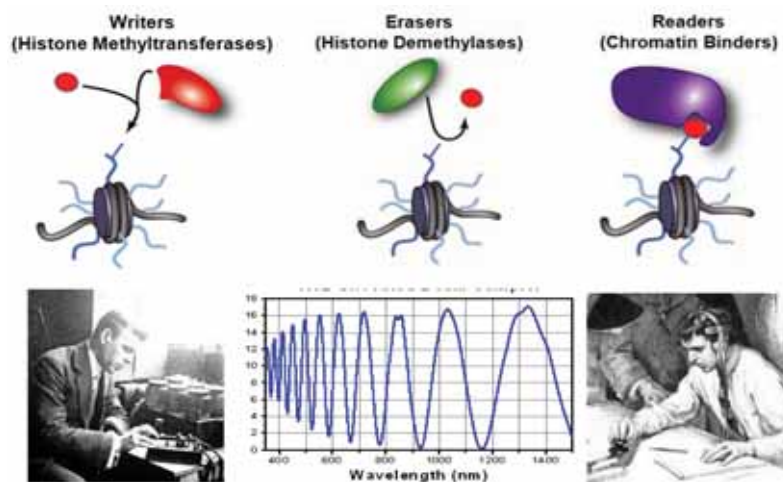 Writers
(Histone Methyltransferases)
Erasers
(Histone Demethylases)
Readers
(Chromatin Binders)
18
16
14
12
10
8
6
4
2
0
400
600
800
1000
1200
1400
Wavelength (nm)